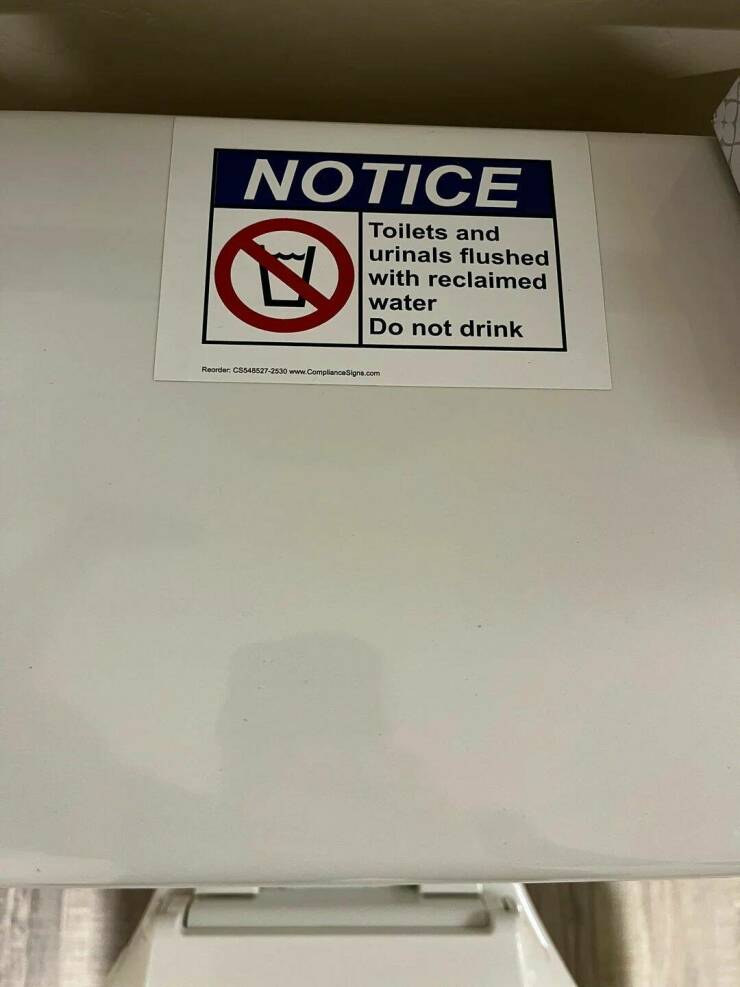 NOTICE
Toilets and
urinals flushed
with reclaimed
water
Do not drink
Reorder: CS548527-2530 www.ComplianceSigns.com